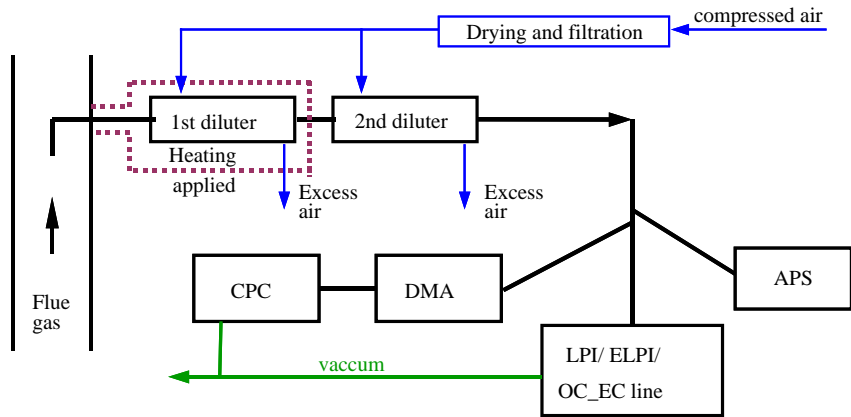 compressed air
Drying and filtration
1st diluter
2nd diluter
Heating
applied
Excess
air
Excess
air
Flue
gas
CPC
DMA
APS
LPI/ ELPI/
OC_EC line
vaccum